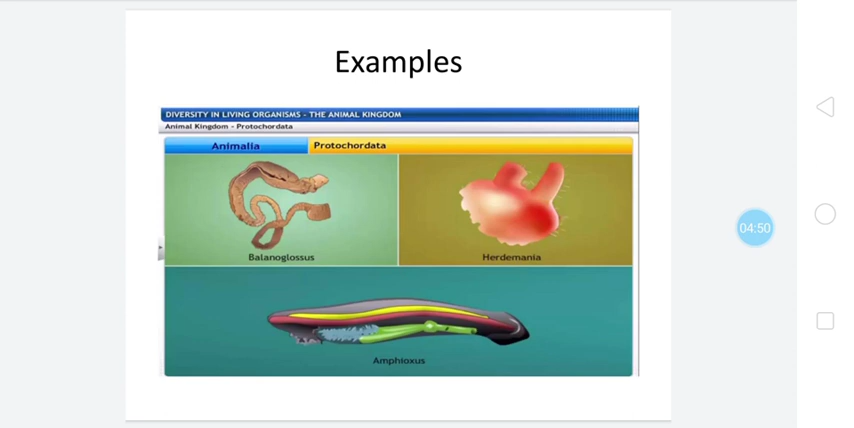 Examples
DIVERSITY IN LIVING ORGANISMS - THE ANIMAL KINGDOM
Animal Kingdom - Protochordata
Animalia
Protochordata
Balanoglossus
Herdemania
04:50
Amphioxus